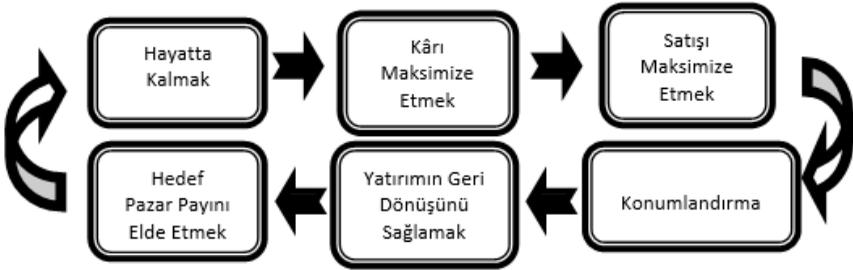 Hayatta
Kalmak
Kârı
Maksimize
Etmek
Satışı
Maksimize
Etmek
Konumlandırma
Yatırımın Geri
Dönüşünü
Sağlamak
Hedef
Pazar Payını
Elde Etmek